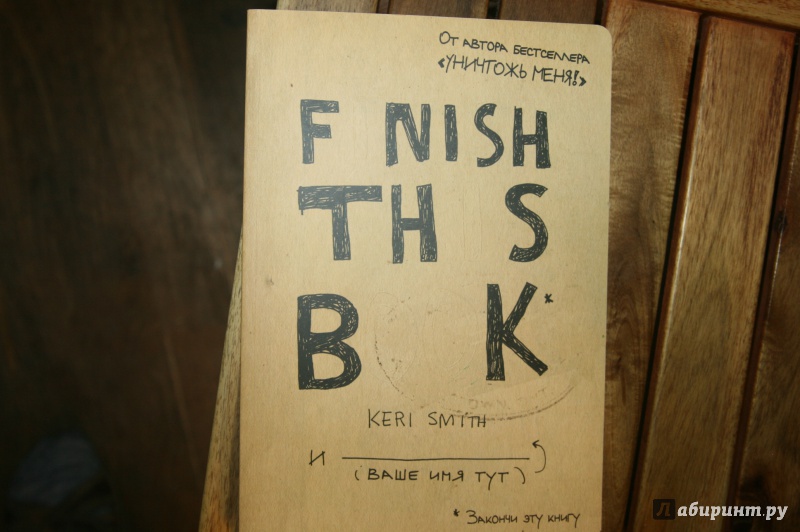 От автора бестселлера
«Уничтожь меня!»
F NISH
TH S
B K*
KERI SMITH
И
(ВАШЕ ИМЯ ТУТ)
* Закончи эту книгу
Лабиринт.ру